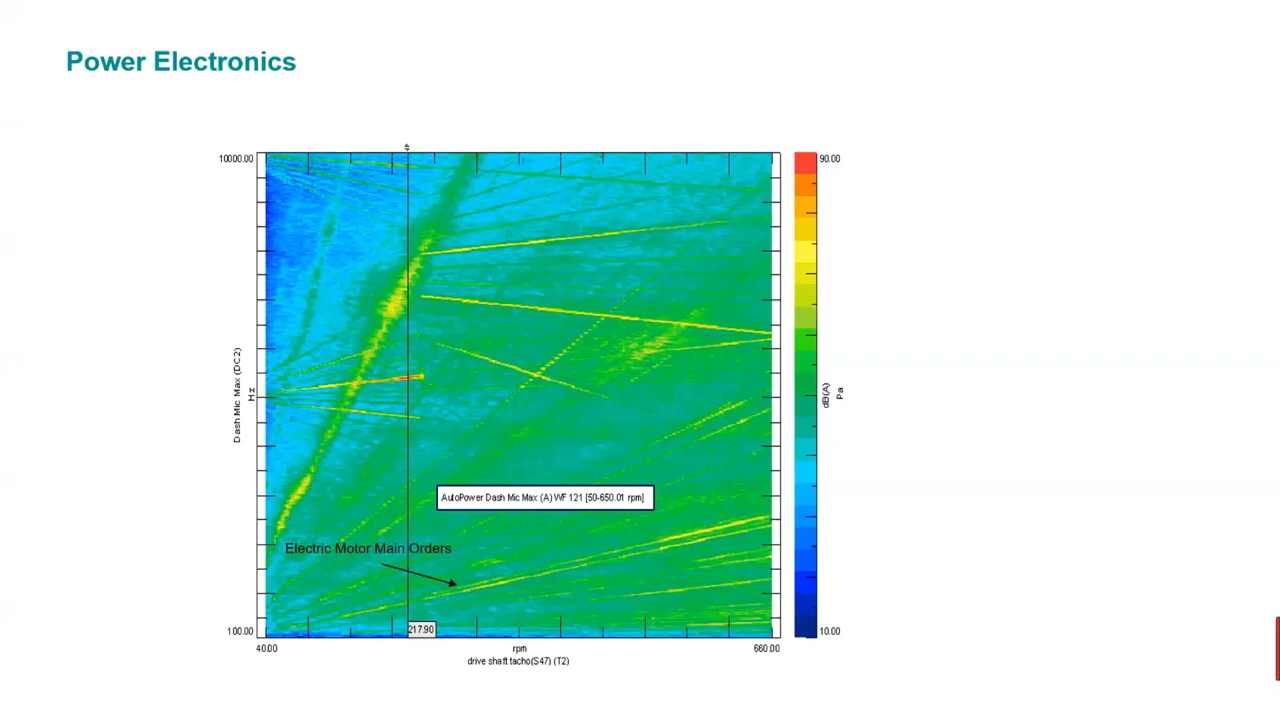 Power Electronics
10000.00
90.00
Dash Mic Max (DC2)
Hz
dB(A)
Pa
AutoPower Dash Mic Max (A) WF 121 [50-650.01 rpm]
Electric Motor Main Orders
217.90
100.00
10.00
40.00
rpm
660.00
drive shaft tacho(S47) (T2)